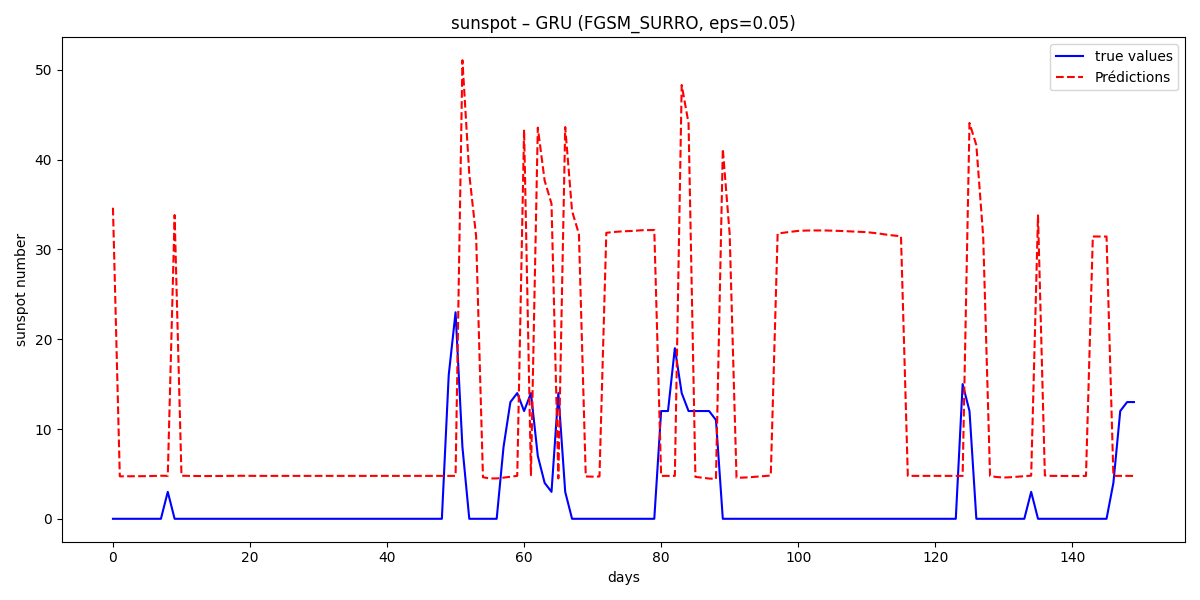 sunspot – GRU (FGSM_SURRO, eps=0.05)
true values
Prédictions
sunspot number
50
40
30
20
10
0
0 20 40 60 80 100 120 140
days